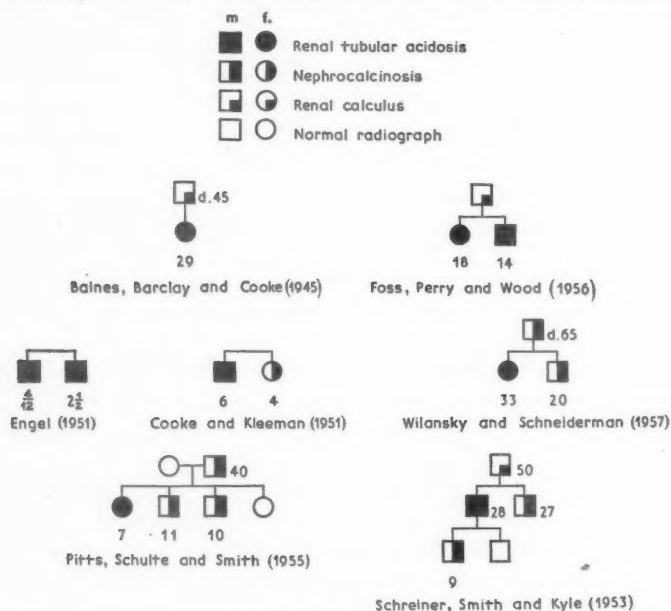 m f.
Renal tubular acidosis
Nephrocalcinosis
Renal calculus
Normal radiograph
d.45
29
18 14
Baines, Barclay and Cooke (1945)
Foss, Perry and Wood (1956)
d.65
4/12 2½
6 4
33 20
Engel (1951)
Cooke and Kleeman (1951)
Wilansky and Schneiderman (1957)
40
50
28 27
7 11 10
9
Pitts, Schulte and Smith (1955)
Schreiner, Smith and Kyle (1953)